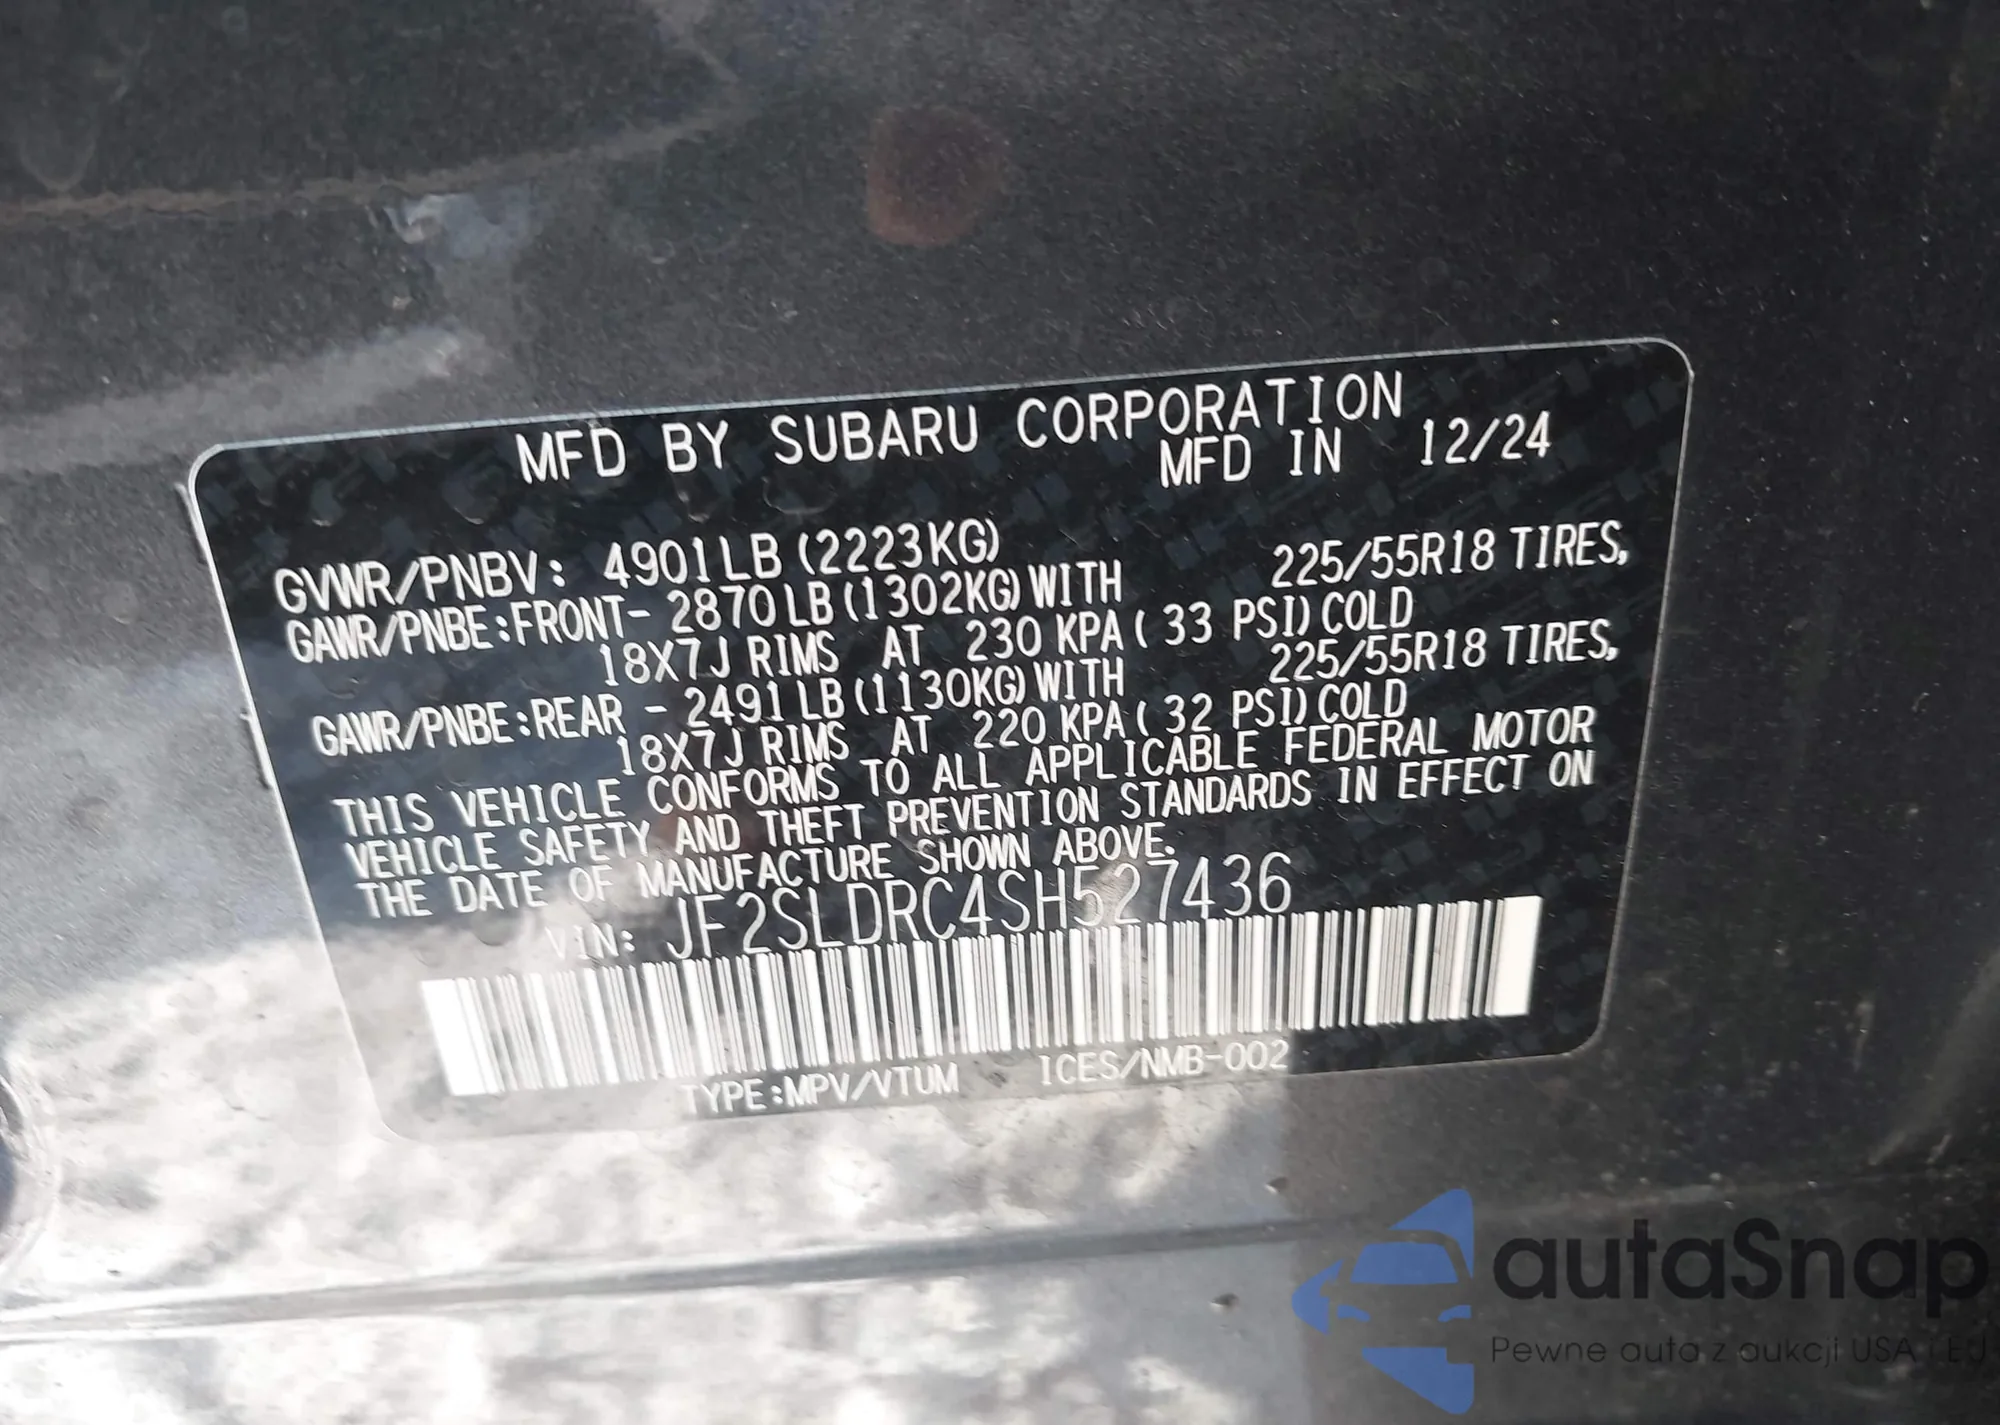 MFD BY SUBARU CORPORATION
MFD IN 12/24
GVWR/PNBV: 4901LB (2223KG)
GAWR/PNBE:FRONT- 2870LB(1302KG)WITH 225/55R18 TIRES,
18X7J RIMS AT 230 KPA( 33 PSI)COLD
GAWR/PNBE:REAR - 2491LB(1130KG)WITH 225/55R18 TIRES,
18X7J RIMS AT 220 KPA( 32 PSI)COLD
THIS VEHICLE CONFORMS TO ALL APPLICABLE FEDERAL MOTOR
VEHICLE SAFETY AND THEFT PREVENTION STANDARDS IN EFFECT ON
THE DATE OF MANUFACTURE SHOWN ABOVE.
VIN: JF2SLDRC4SH527436
TYPE:MPV/VTUM ICES/NMB-002
autaSnap
Pewne auta z aukcji USA i EU